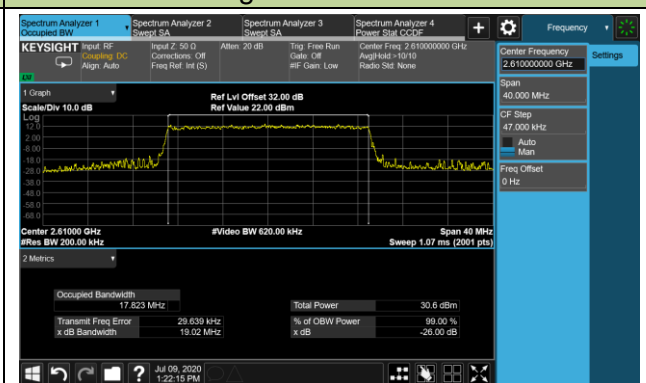 Spectrum Analyzer 1
Occupied BW
Spectrum Analyzer 2
Swept SA
Spectrum Analyzer 3
Swept SA
Spectrum Analyzer 4
Power Stat CCDF
Frequency
KEYSIGHT
Input: RF
Coupling: DC
Align: Auto
Input Z: 50 Ω
Corrections: Off
Freq Ref: Int (S)
Atten: 20 dB
Trig: Free Run
Gate: Off
#IF Gain: Low
Center Freq: 2.610000000 GHz
Avg|Hold:>10/10
Radio Std: None
Center Frequency
2.610000000 GHz
Settings
Span
40.000 MHz
CF Step
47.000 kHz
Auto
Man
Freq Offset
0 Hz
1 Graph
Scale/Div 10.0 dB
Ref Lvl Offset 32.00 dB
Ref Value 22.00 dBm
Log
12.0
2.00
-8.00
-18.0
-28.0
-38.0
-48.0
-58.0
-68.0
Center 2.61000 GHz
#Res BW 200.00 kHz
#Video BW 620.00 kHz
Span 40 MHz
Sweep 1.07 ms (2001 pts)
2 Metrics
Occupied Bandwidth
17.823 MHz
Total Power 30.6 dBm
Transmit Freq Error 29.639 kHz
% of OBW Power 99.00 %
x dB Bandwidth 19.02 MHz
x dB -26.00 dB
Jul 09, 2020
1:22:15 PM